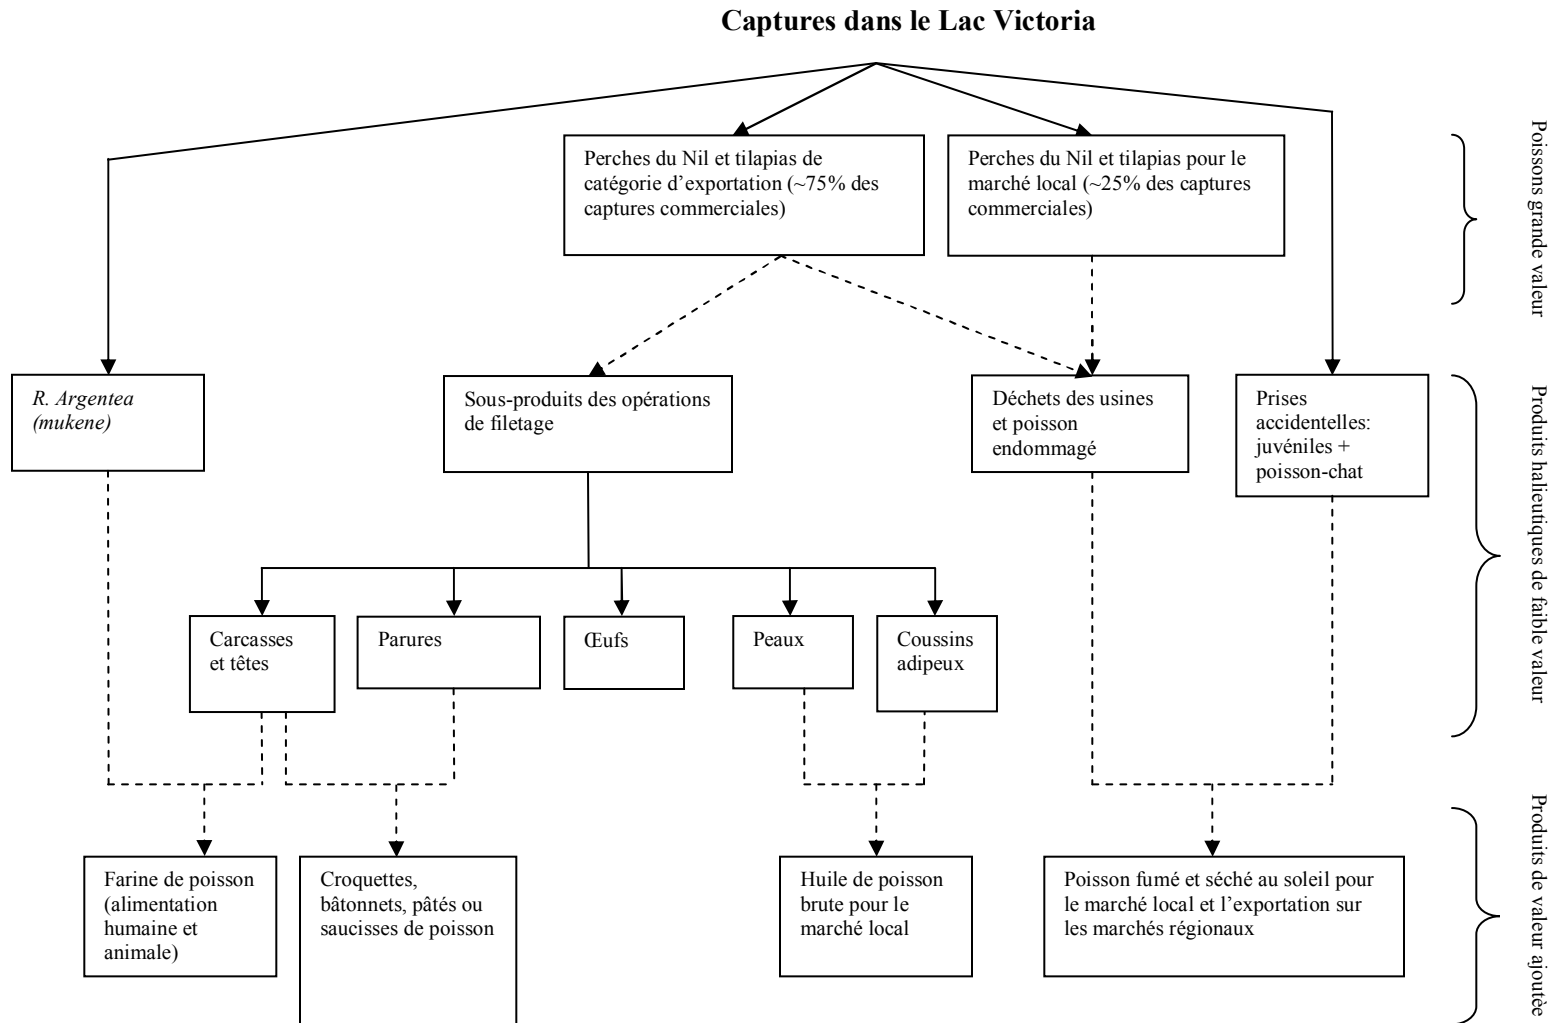 Captures dans le Lac Victoria
Perches du Nil et tilapias de
catégorie d'exportation (~75% des
captures commerciales)
Perches du Nil et tilapias pour le
marché local (~25% des captures
commerciales)
Poissons grande valeur
R. Argentea
(mukene)
Sous-produits des opérations
de filetage
Déchets des usines
et poisson
endommagé
Prises
accidentelles:
juvéniles +
poisson-chat
Produits halieutiques de faible valeur
Carcasses
et têtes
Parures
Œufs
Peaux
Coussins
adipeux
Farine de poisson
(alimentation
humaine et
animale)
Croquettes,
bâtonnets, pâtés ou
saucisses de poisson
Huile de poisson
brute pour le
marché local
Poisson fumé et séché au soleil pour
le marché local et l'exportation sur
les marchés régionaux
Produits de valeur ajoutèe